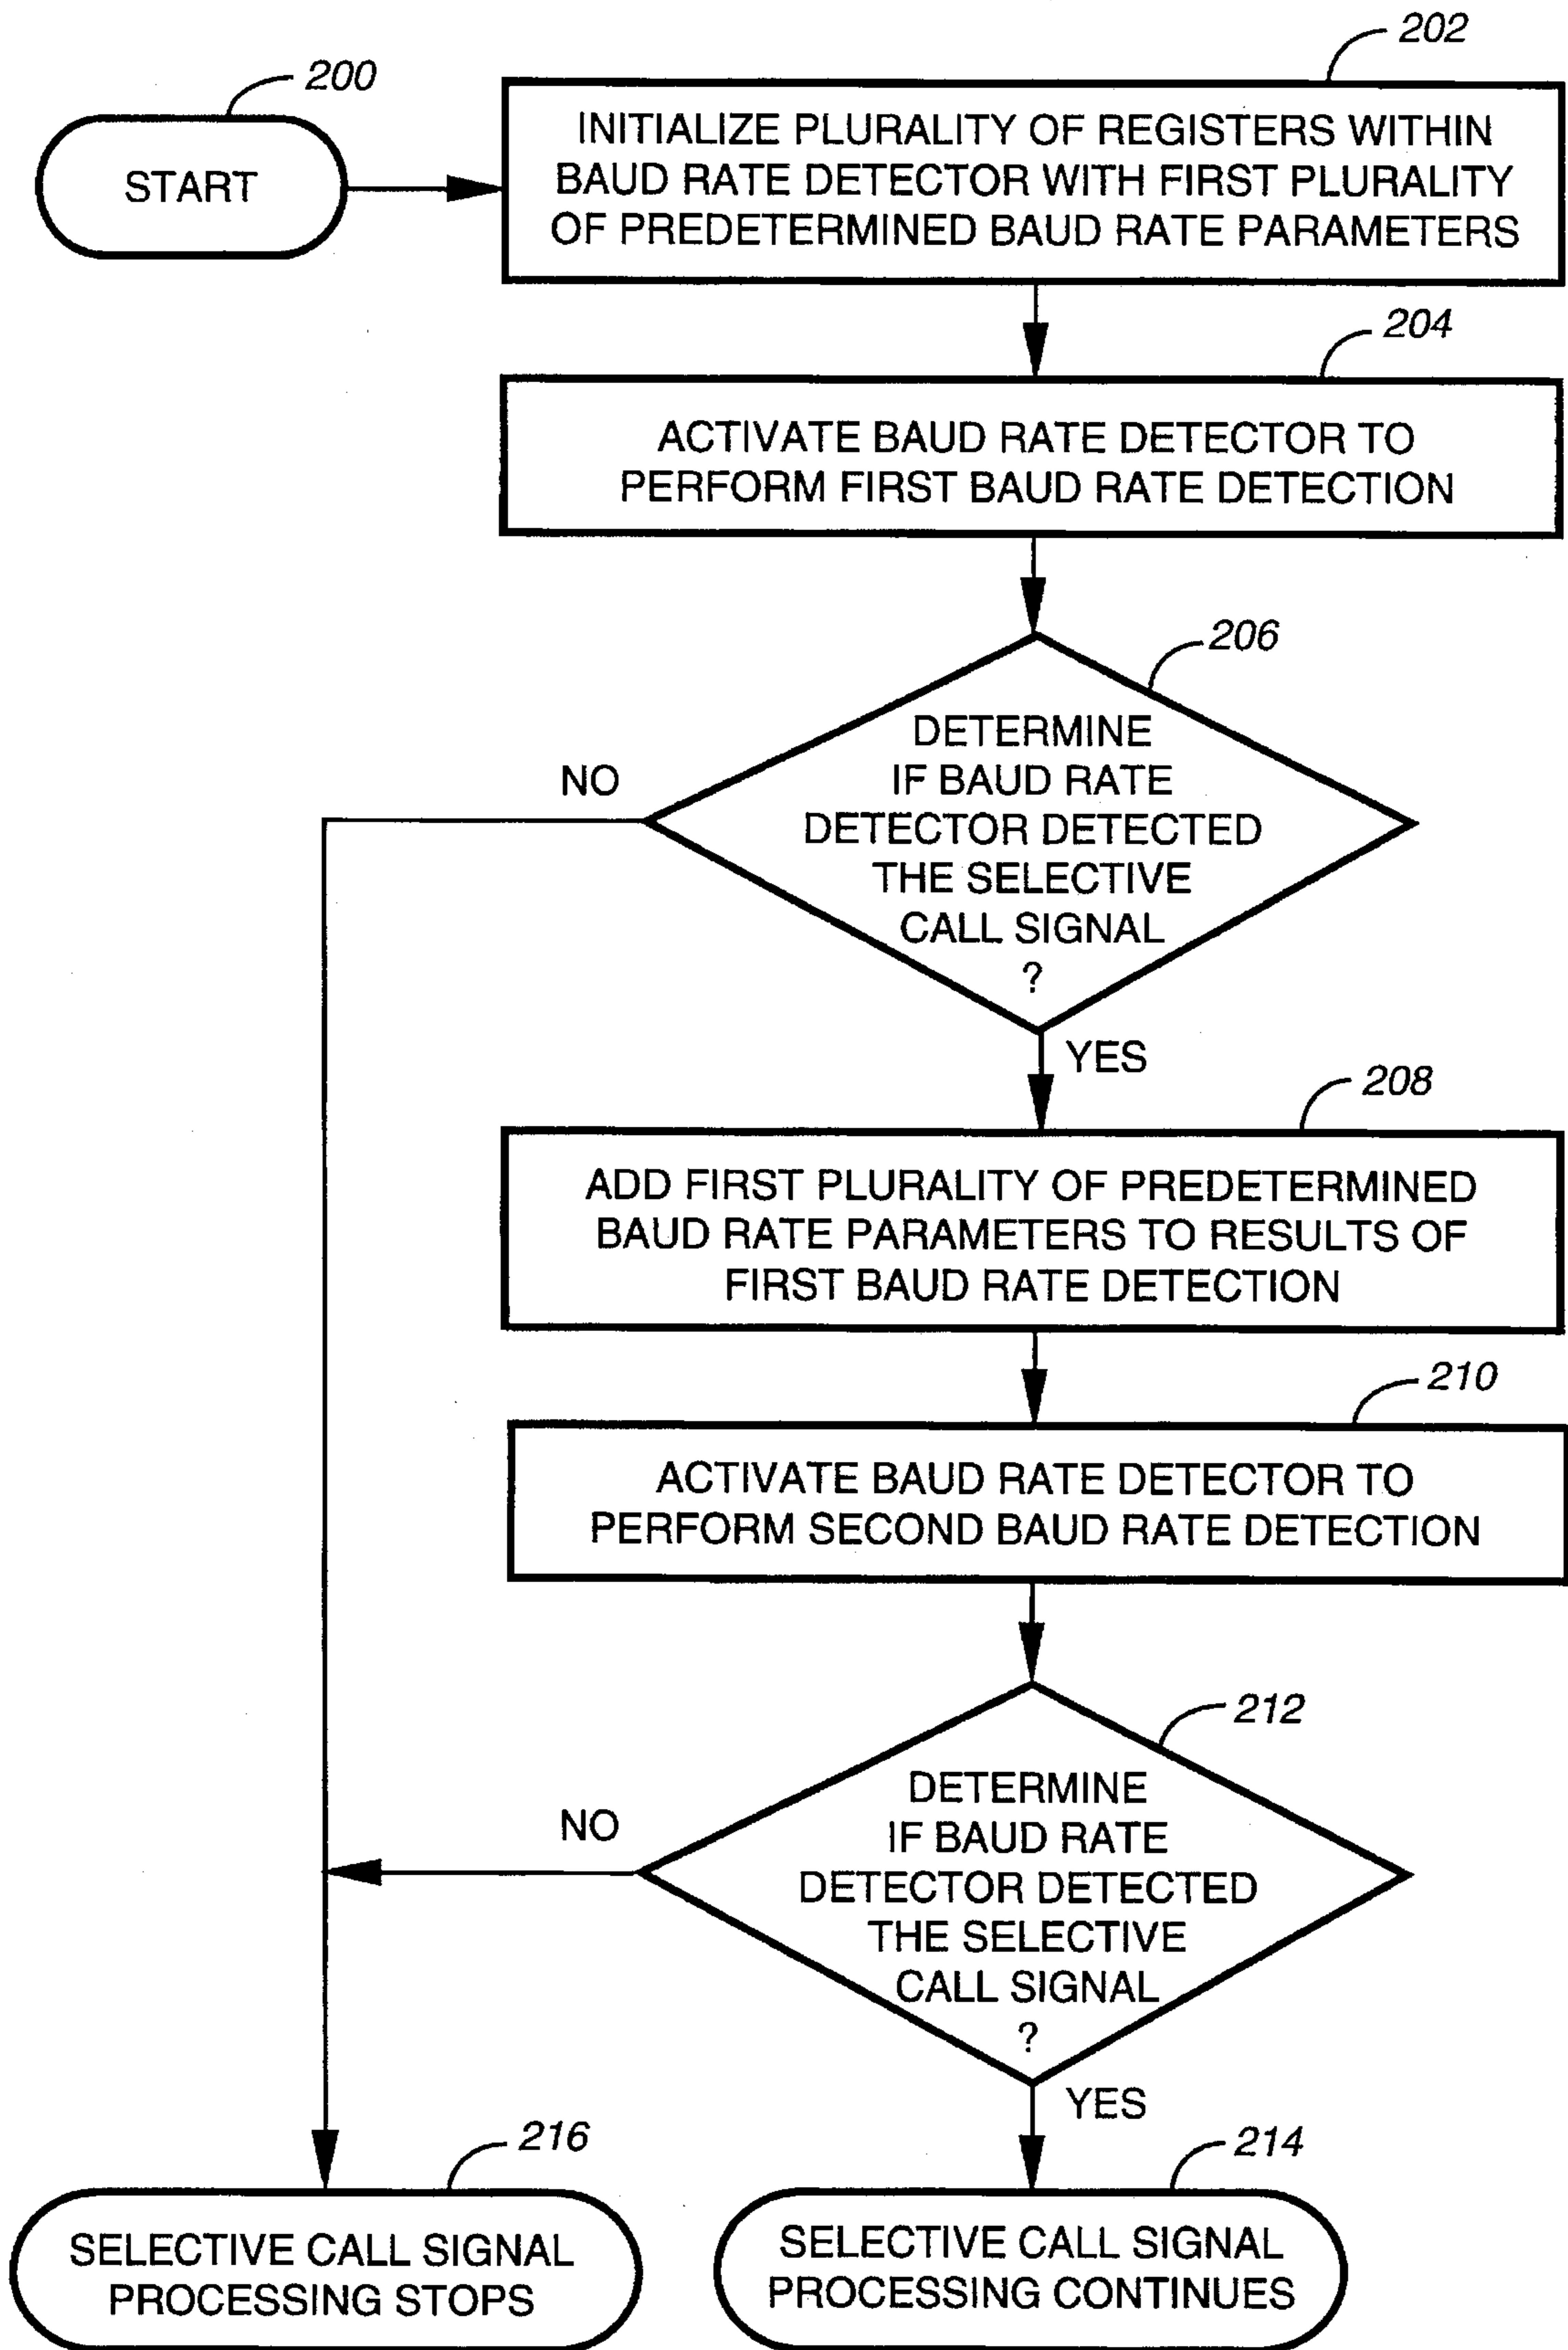 200
START
202
INITIALIZE PLURALITY OF REGISTERS WITHIN
BAUD RATE DETECTOR WITH FIRST PLURALITY
OF PREDETERMINED BAUD RATE PARAMETERS
204
ACTIVATE BAUD RATE DETECTOR TO
PERFORM FIRST BAUD RATE DETECTION
206
DETERMINE
IF BAUD RATE
DETECTOR DETECTED
THE SELECTIVE
CALL SIGNAL
?
NO
YES
208
ADD FIRST PLURALITY OF PREDETERMINED
BAUD RATE PARAMETERS TO RESULTS OF
FIRST BAUD RATE DETECTION
210
ACTIVATE BAUD RATE DETECTOR TO
PERFORM SECOND BAUD RATE DETECTION
212
DETERMINE
IF BAUD RATE
DETECTOR DETECTED
THE SELECTIVE
CALL SIGNAL
?
NO
YES
216
SELECTIVE CALL SIGNAL
PROCESSING STOPS
214
SELECTIVE CALL SIGNAL
PROCESSING CONTINUES